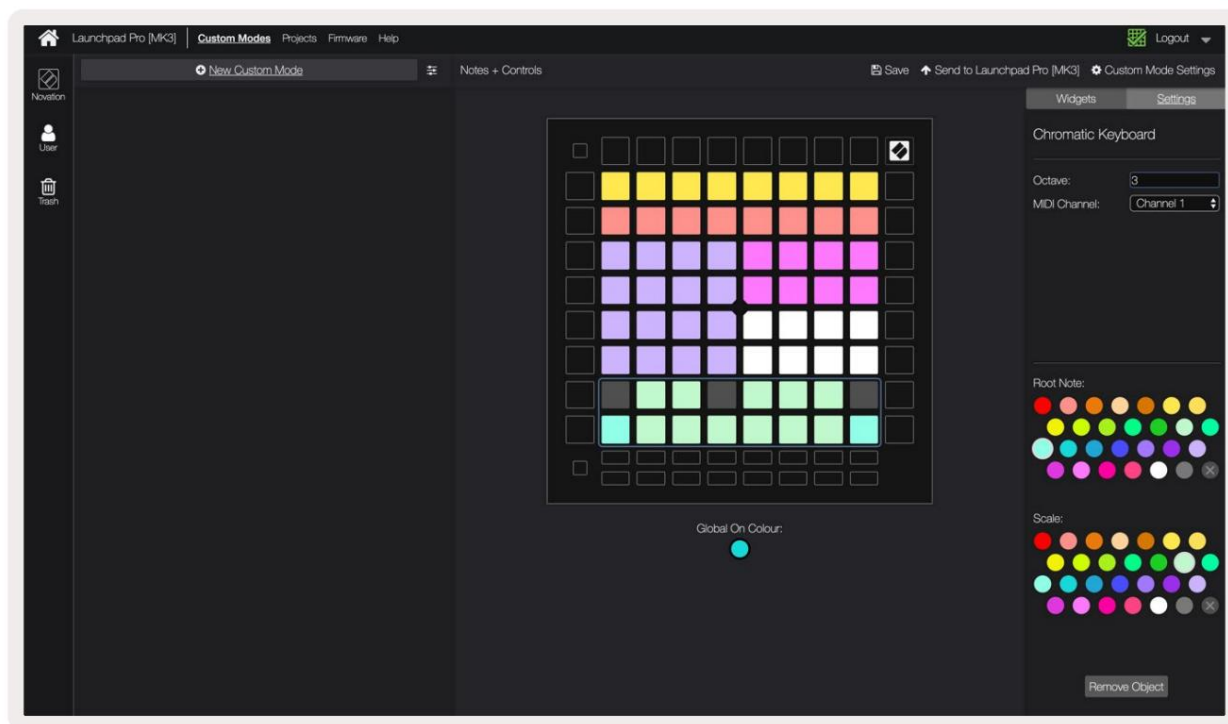 Launchpad Pro [MK3] Custom Modes Projects Firmware Help Logout
New Custom Mode
Notes + Controls Save Send to Launchpad Pro [MK3] Custom Mode Settings
Novation
User
Trash
Widgets Settings
Chromatic Keyboard
Octave: 3
MIDI Channel: Channel 1
Root Note:
Global On Colour:
Scale:
Remove Object